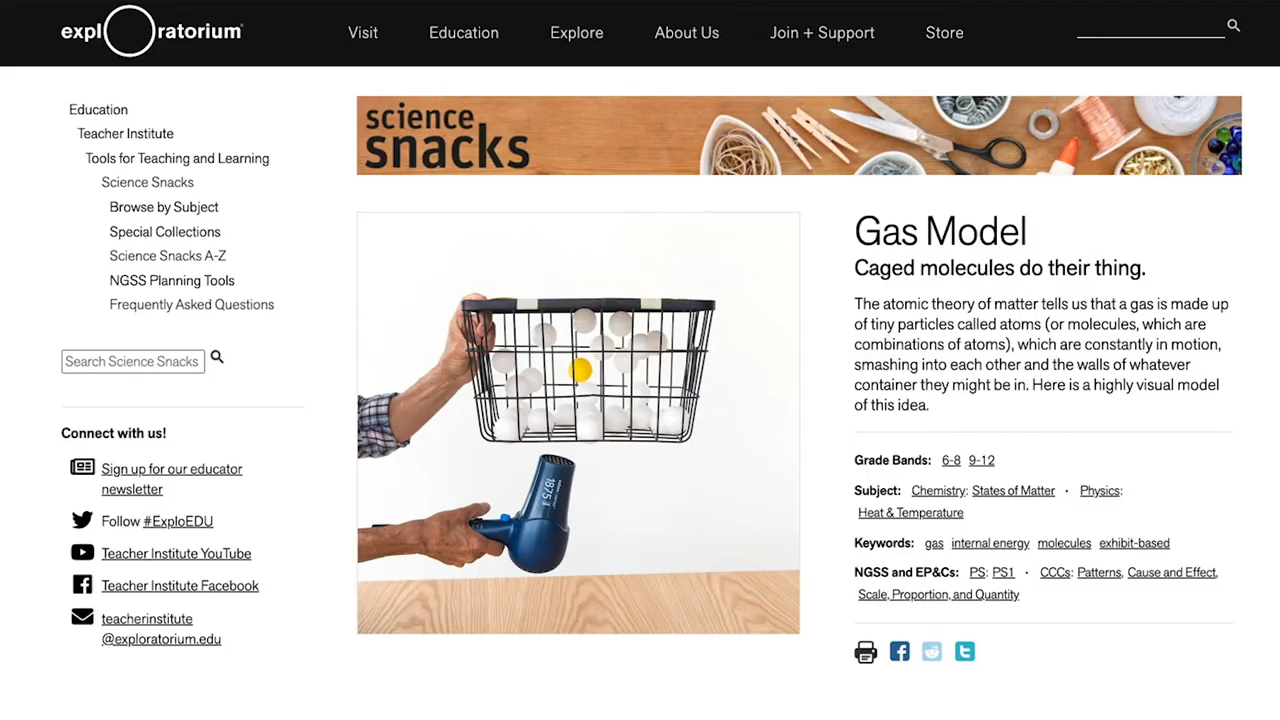 explOratorium®
Visit
Education
Explore
About Us
Join + Support
Store
Education
Teacher Institute
Tools for Teaching and Learning
Science Snacks
Browse by Subject
Special Collections
Science Snacks A-Z
NGSS Planning Tools
Frequently Asked Questions
Search Science Snacks
Connect with us!
Sign up for our educator
newsletter
Follow #ExploEDU
Teacher Institute YouTube
Teacher Institute Facebook
teacherinstitute
@exploratorium.edu
science
snacks
1875
Gas Model
Caged molecules do their thing.
The atomic theory of matter tells us that a gas is made up
of tiny particles called atoms (or molecules, which are
combinations of atoms), which are constantly in motion,
smashing into each other and the walls of whatever
container they might be in. Here is a highly visual model
of this idea.
Grade Bands: 6-8 9-12
Subject: Chemistry: States of Matter • Physics:
Heat & Temperature
Keywords: gas internal energy molecules exhibit-based
NGSS and EP&Cs: PS: PS1 • CCCs: Patterns, Cause and Effect,
Scale, Proportion, and Quantity